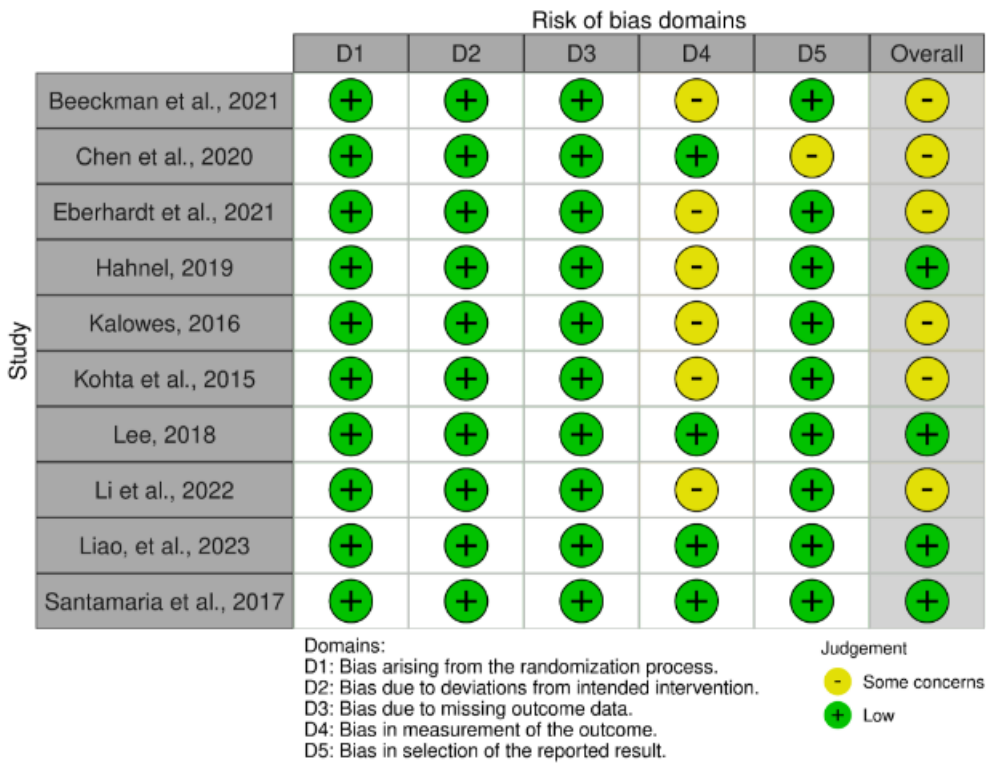 Risk of bias domains
D1 D2 D3 D4 D5 Overall
Study
Beeckman et al., 2021 + + + - + -
Chen et al., 2020 + + + + - -
Eberhardt et al., 2021 + + + - + -
Hahnel, 2019 + + + - + +
Kalowes, 2016 + + + - + -
Kohta et al., 2015 + + + - + -
Lee, 2018 + + + + + +
Li et al., 2022 + + + - + -
Liao, et al., 2023 + + + + + +
Santamaria et al., 2017 + + + + + +
Domains:
D1: Bias arising from the randomization process.
D2: Bias due to deviations from intended intervention.
D3: Bias due to missing outcome data.
D4: Bias in measurement of the outcome.
D5: Bias in selection of the reported result.
Judgement
- Some concerns
+ Low